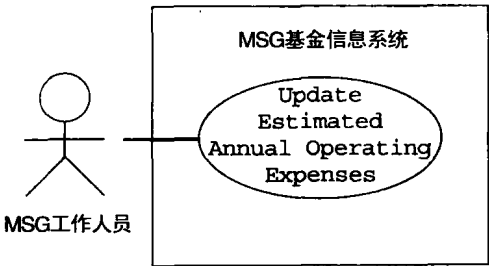 MSG基金信息系统
Update
Estimated
Annual Operating
Expenses
MSG工作人员